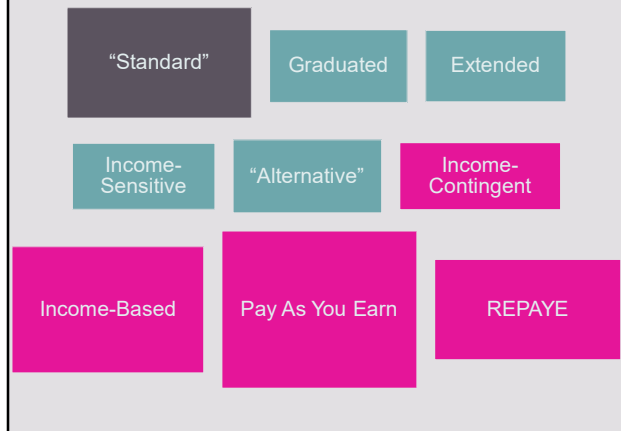 “Standard”
Graduated
Extended
Income-
Sensitive
“Alternative”
Income-
Contingent
Income-Based
Pay As You Earn
REPAYE